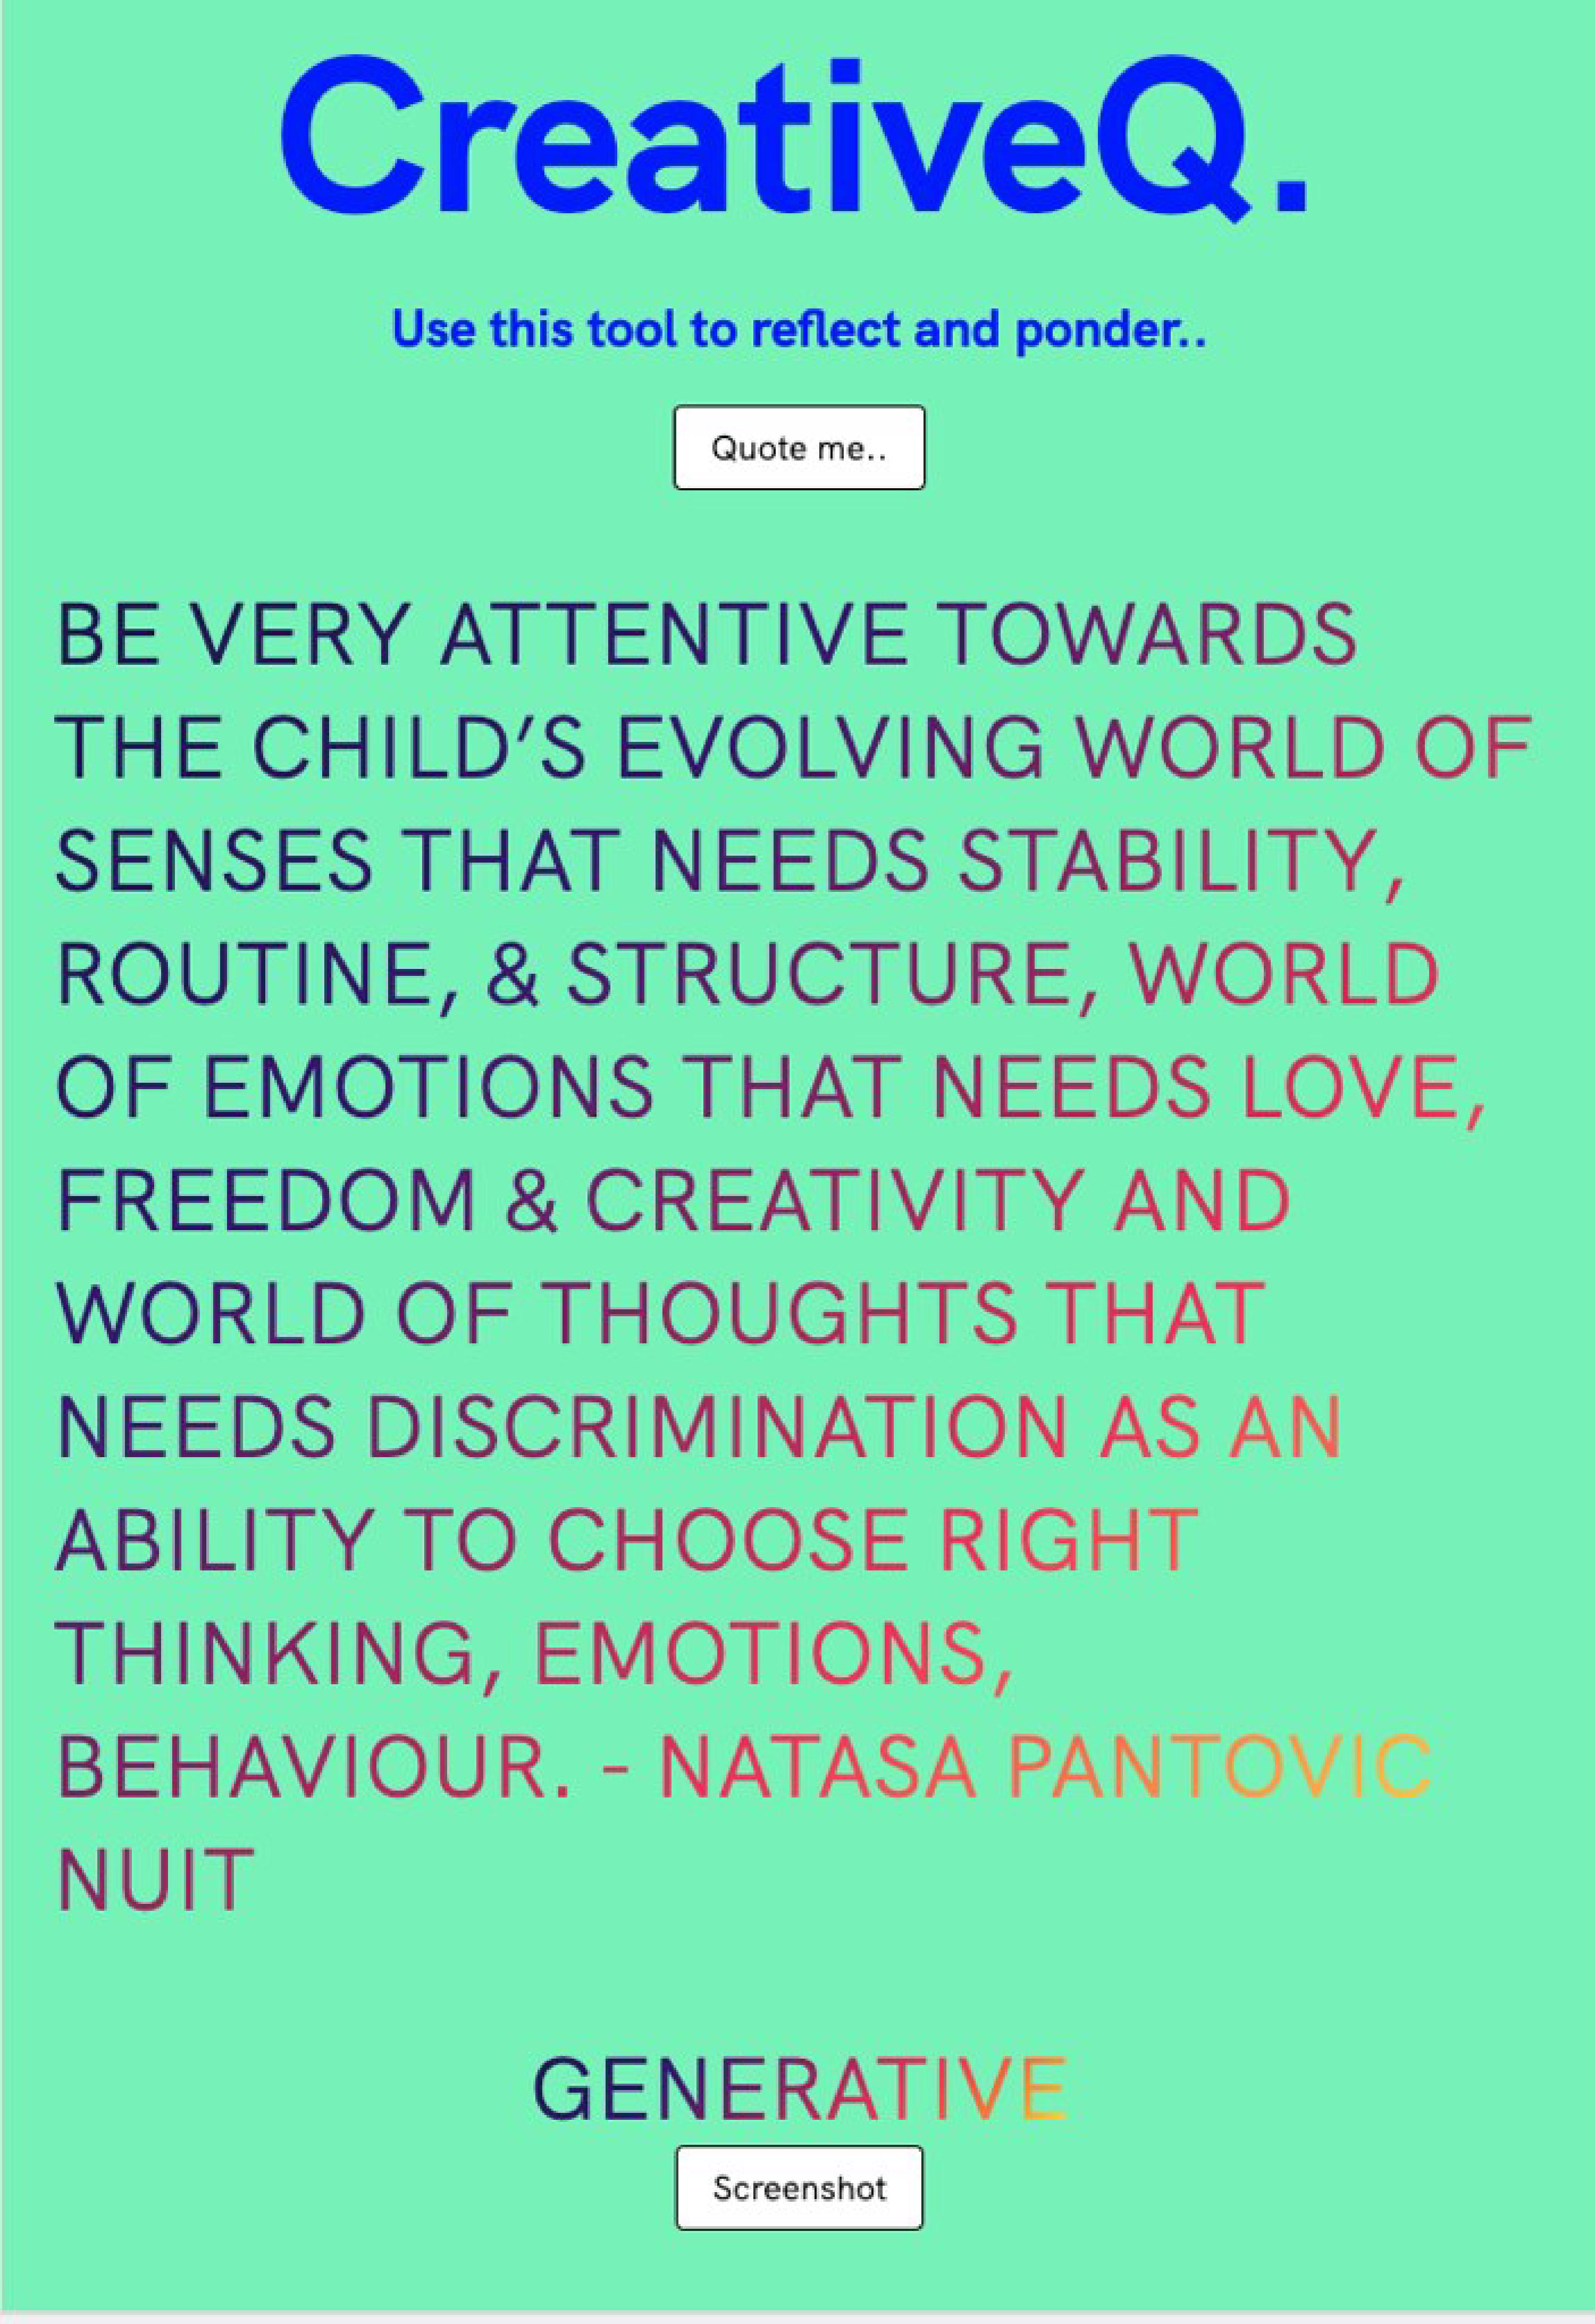 CreativeQ.
Use this tool to reflect and ponder..
Quote me..
BE VERY ATTENTIVE TOWARDS
THE CHILD’S EVOLVING WORLD OF
SENSES THAT NEEDS STABILITY,
ROUTINE, & STRUCTURE, WORLD
OF EMOTIONS THAT NEEDS LOVE,
FREEDOM & CREATIVITY AND
WORLD OF THOUGHTS THAT
NEEDS DISCRIMINATION AS AN
ABILITY TO CHOOSE RIGHT
THINKING, EMOTIONS,
BEHAVIOUR. - NATASA PANTOVIC
NUIT
GENERATIVE
Screenshot